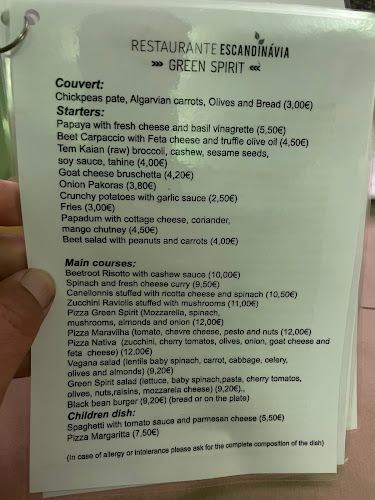 RESTAURANTE ESCANDINÁVIA
»» GREEN SPIRIT ««
Couvert:
Chickpeas pate, Algarvian carrots, Olives and Bread (3,00€)
Starters:
Papaya with fresh cheese and basil vinagrette (5,50€)
Beet Carpaccio with Feta cheese and truffle olive oil (4,50€)
Tem Kaian (raw) broccoli, cashew, sesame seeds,
soy sauce, tahine (4,00€)
Goat cheese bruschetta (4,20€)
Onion Pakoras (3,80€)
Crunchy potatoes with garlic sauce (2,50€)
Fries (3,00€)
Papadum with cottage cheese, coriander,
mango chutney (4,50€)
Beet salad with peanuts and carrots (4,00€)
Main courses:
Beetroot Risotto with cashew sauce (10,00€)
Spinach and fresh cheese curry (9,50€)
Canellonnis stuffed with ricotta cheese and spinach (10,50€)
Zucchini Raviolis stuffed with mushrooms (11,00€)
Pizza Green Spirit (Mozzarella, spinach,
mushrooms, almonds and onion (12,00€)
Pizza Maravilha (tomato, chevre cheese, pesto and nuts (12,00€)
Pizza Nativa (zucchini, cherry tomatoes, olives, onion, goat cheese and
feta cheese) (12,00€)
Vegana salad (lentils baby spinach, carrot, cabbage, celery,
olives and almonds) (9,20€)
Green Spirit salad (lettuce, baby spinach,pasta, cherry tomatoes,
olives, nuts,raisins, mozzarela cheese) (9,20€).,
Black bean burger (9,20€) (bread or on the plate)
Children dish:
Spaghetti with tomato sauce and parmesan cheese (5,50€)
Pizza Margaritta (7,50€)
(In case of allergy or intolerance please ask for the complete composition of the dish)